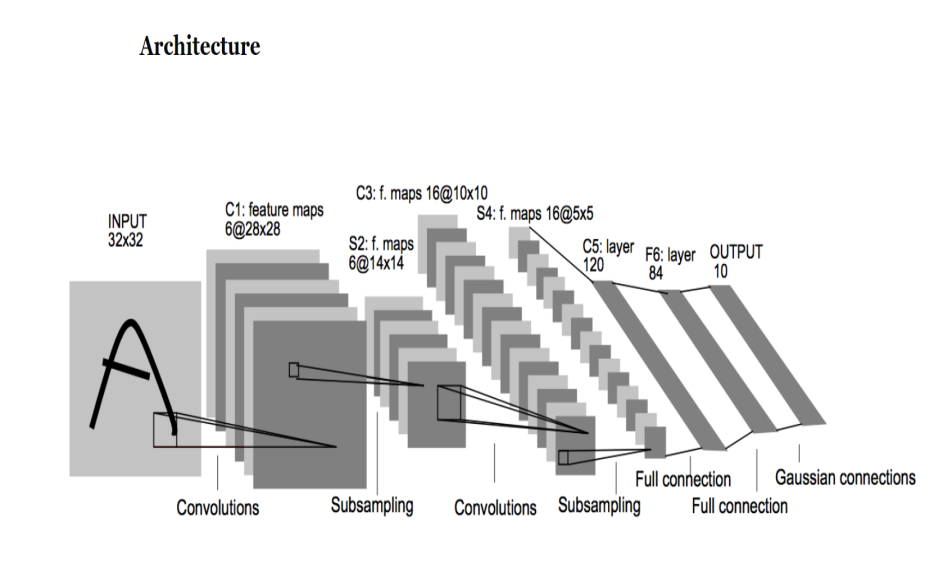 Architecture
INPUT
32x32
C1: feature maps
6@28x28
S2: f. maps
6@14x14
C3: f. maps 16@10x10
S4: f. maps 16@5x5
C5: layer
120
F6: layer
84
OUTPUT
10
A
Convolutions
Subsampling
Convolutions
Subsampling
Full connection
Full connection
Gaussian connections